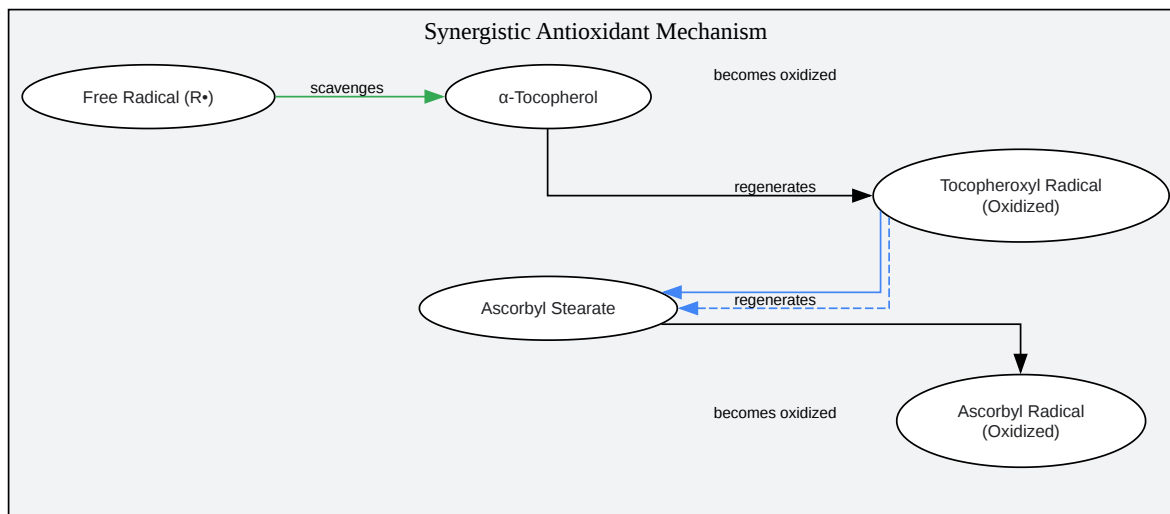 Synergistic Antioxidant Mechanism
Free Radical (R•)
scavenges
α-Tocopherol
becomes oxidized
regenerates
Tocopheroxyl Radical
(Oxidized)
Ascorbyl Stearate
regenerates
becomes oxidized
Ascorbyl Radical
(Oxidized)